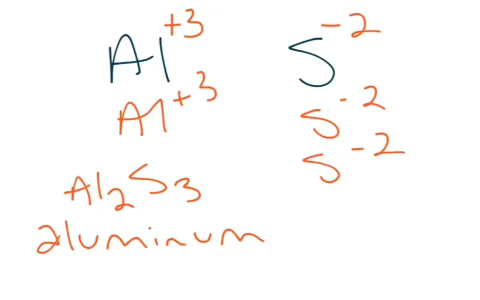 Al⁺³ S⁻²
Al⁺³ S⁻²
S⁻²
Al₂S₃
aluminum